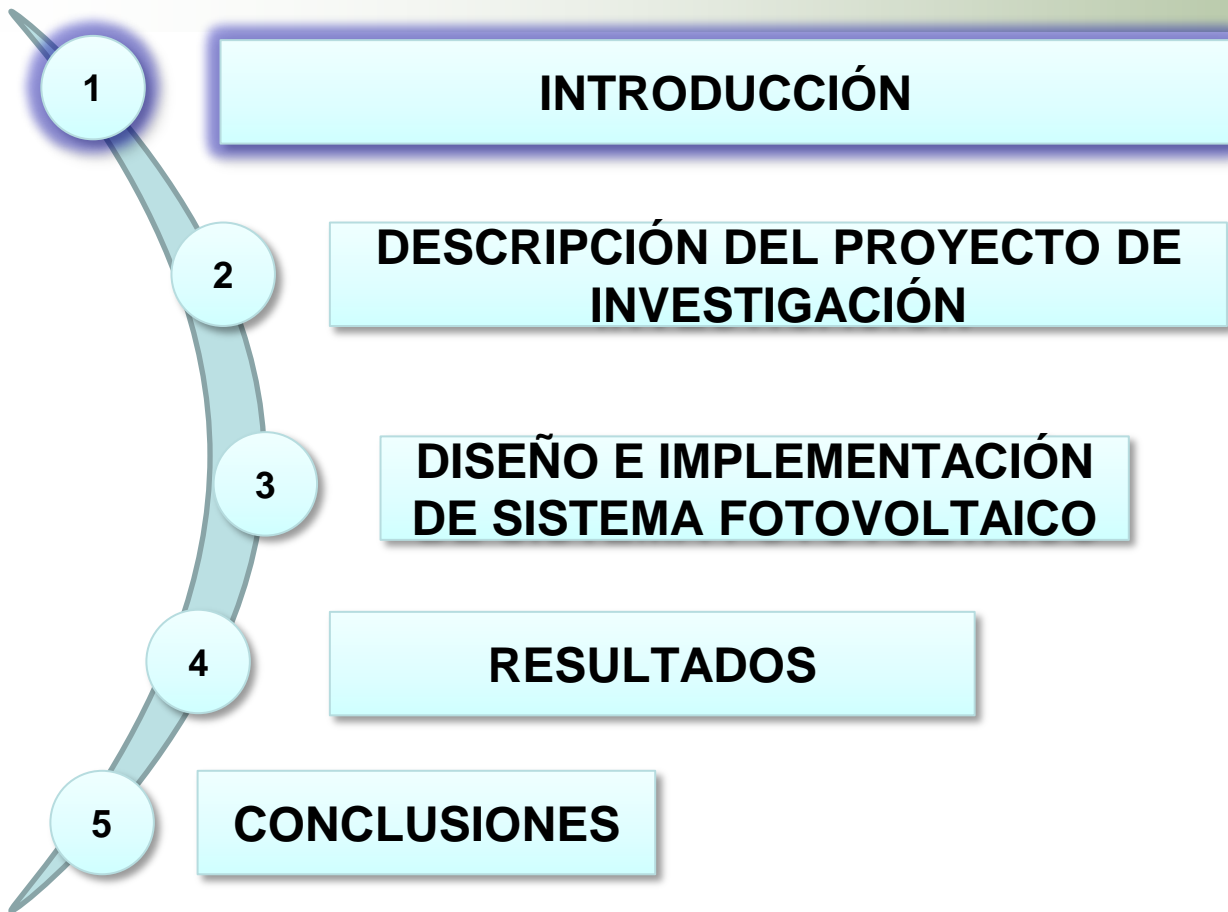 1
INTRODUCCIÓN
2
DESCRIPCIÓN DEL PROYECTO DE
INVESTIGACIÓN
3
DISEÑO E IMPLEMENTACIÓN
DE SISTEMA FOTOVOLTAICO
4
RESULTADOS
5
CONCLUSIONES